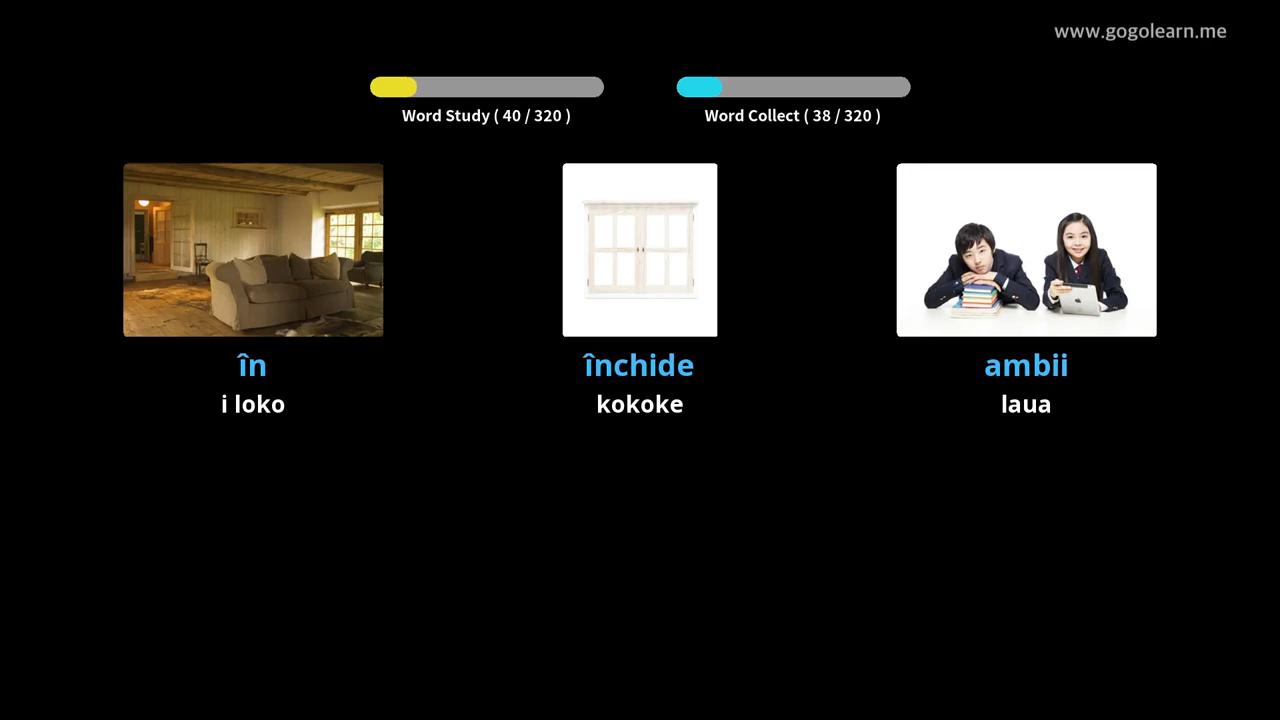 www.gogolearn.me
Word Study ( 40 / 320 )
Word Collect ( 38 / 320 )
în
închide
ambii
i loko
kokoke
laua